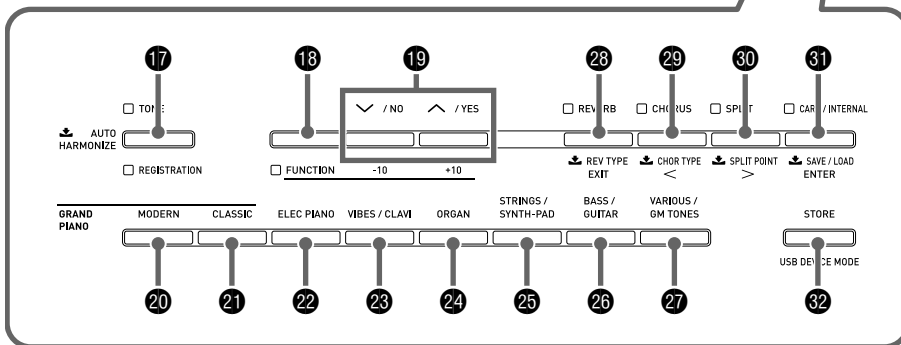 17 18 19 28 29 30 31
∨ / NO ∧ / YES
TONE REVERB CHORUS SPLIT CARD / INTERNAL
AUTO HARMONIZE
REV TYPE CHOR TYPE SPLIT POINT SAVE / LOAD
REGISTRATION FUNCTION -10 +10 EXIT < > ENTER
GRAND PIANO MODERN CLASSIC ELEC PIANO VIBES / CLAVI ORGAN STRINGS / SYNTH-PAD BASS / GUITAR VARIOUS / GM TONES STORE
USB DEVICE MODE
20 21 22 23 24 25 26 27 32